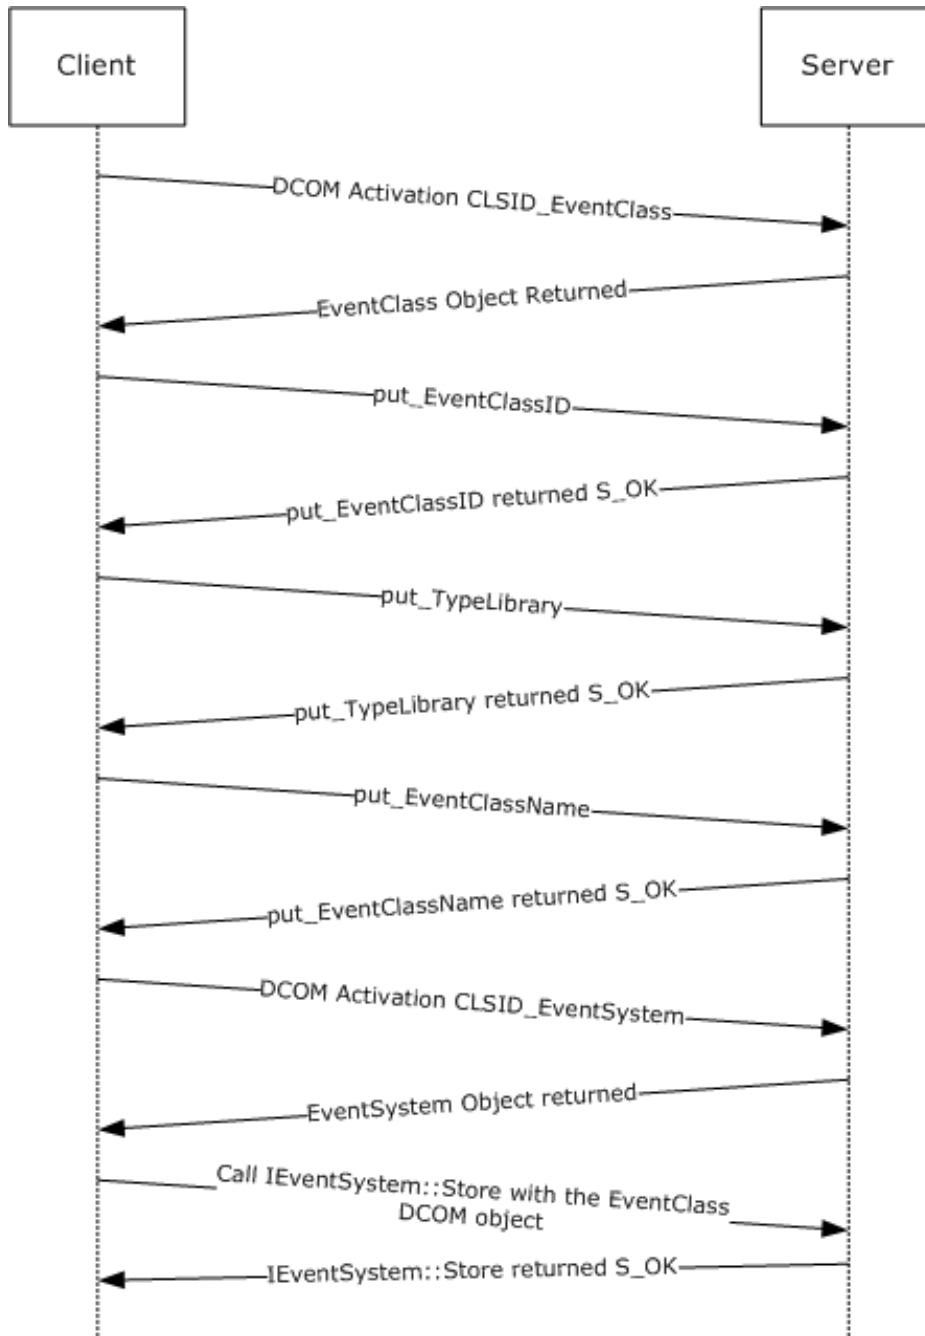 Client
Server
DCOM Activation CLSID_EventClass
EventClass Object Returned
put_EventClassID
put_EventClassID returned S_OK
put_TypeLibrary
put_TypeLibrary returned S_OK
put_EventClassName
put_EventClassName returned S_OK
DCOM Activation CLSID_EventSystem
EventSystem Object returned
Call IEventSystem::Store with the EventClass
DCOM object
IEventSystem::Store returned S_OK